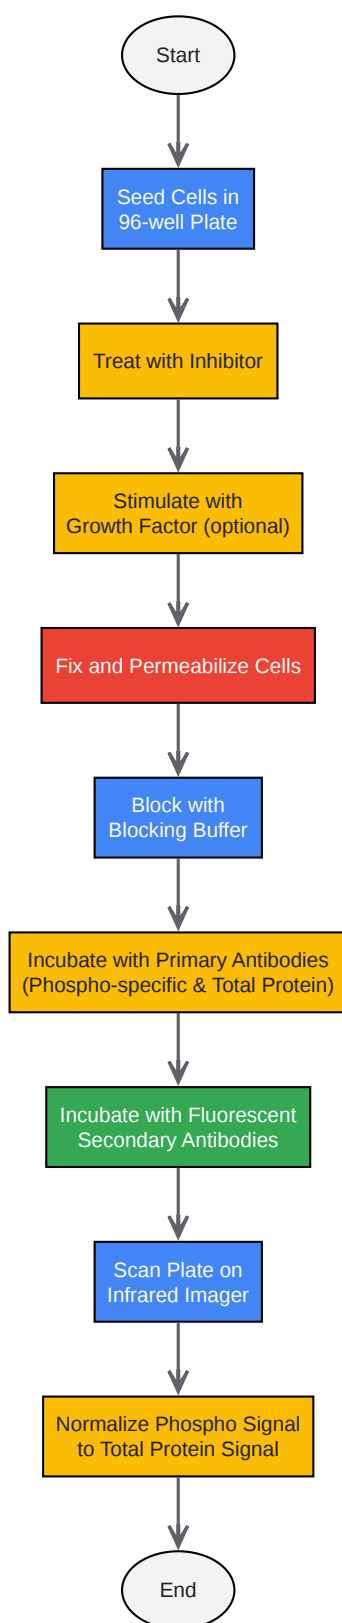 Start
Seed Cells in
96-well Plate
Treat with Inhibitor
Stimulate with
Growth Factor (optional)
Fix and Permeabilize Cells
Block with
Blocking Buffer
Incubate with Primary Antibodies
(Phospho-specific & Total Protein)
Incubate with Fluorescent
Secondary Antibodies
Scan Plate on
Infrared Imager
Normalize Phospho Signal
to Total Protein Signal
End